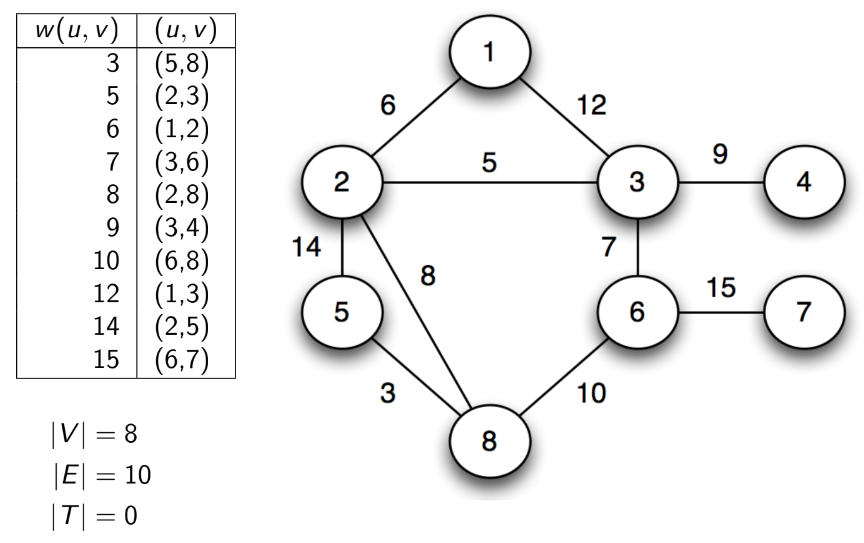 w(u, v) (u, v)
3 (5,8)
5 (2,3)
6 (1,2)
7 (3,6)
8 (2,8)
9 (3,4)
10 (6,8)
12 (1,3)
14 (2,5)
15 (6,7)
|V| = 8
|E| = 10
|T| = 0
1
6 12
9
5
2 3 4
14 8 7
15
5 6 7
3 10
8